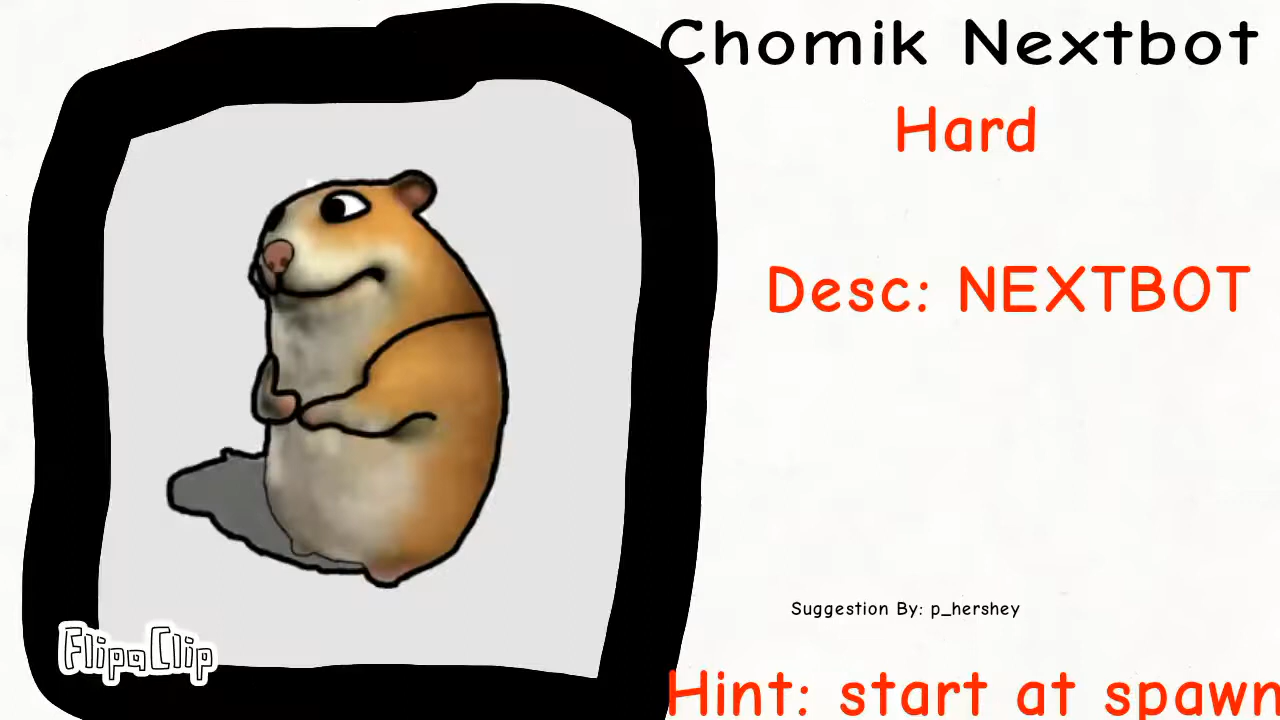 Chomik Nextbot
Hard
Desc: NEXTBOT
Suggestion By: p_hershey
FlipaClip
Hint: start at spawn